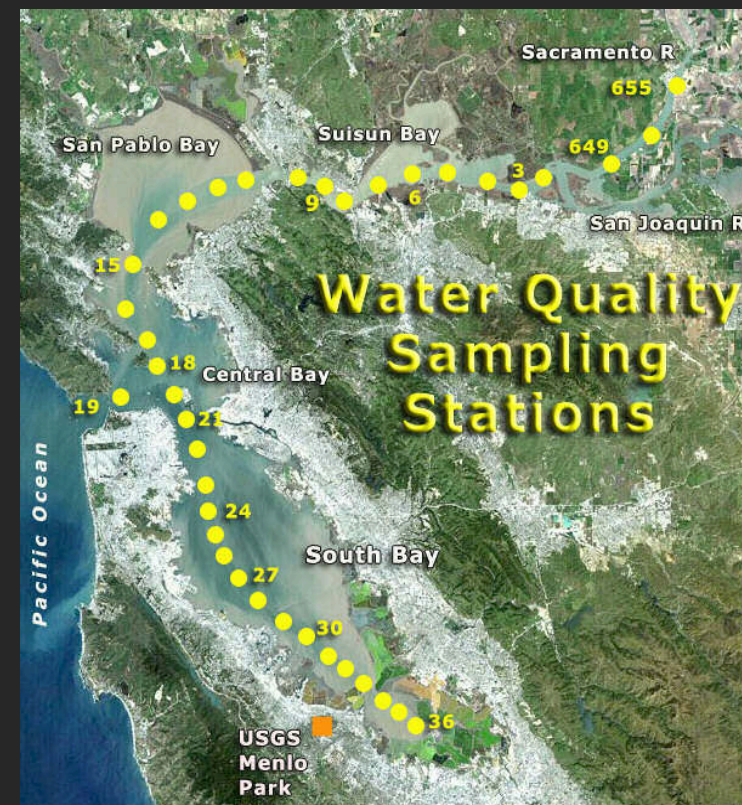 Sacramento R
655
San Pablo Bay
Suisun Bay
649
3
9
6
San Joaquin R
15
Water Quality
Sampling
Stations
18
Central Bay
19
21
Pacific Ocean
24
South Bay
27
30
36
USGS
Menlo
Park